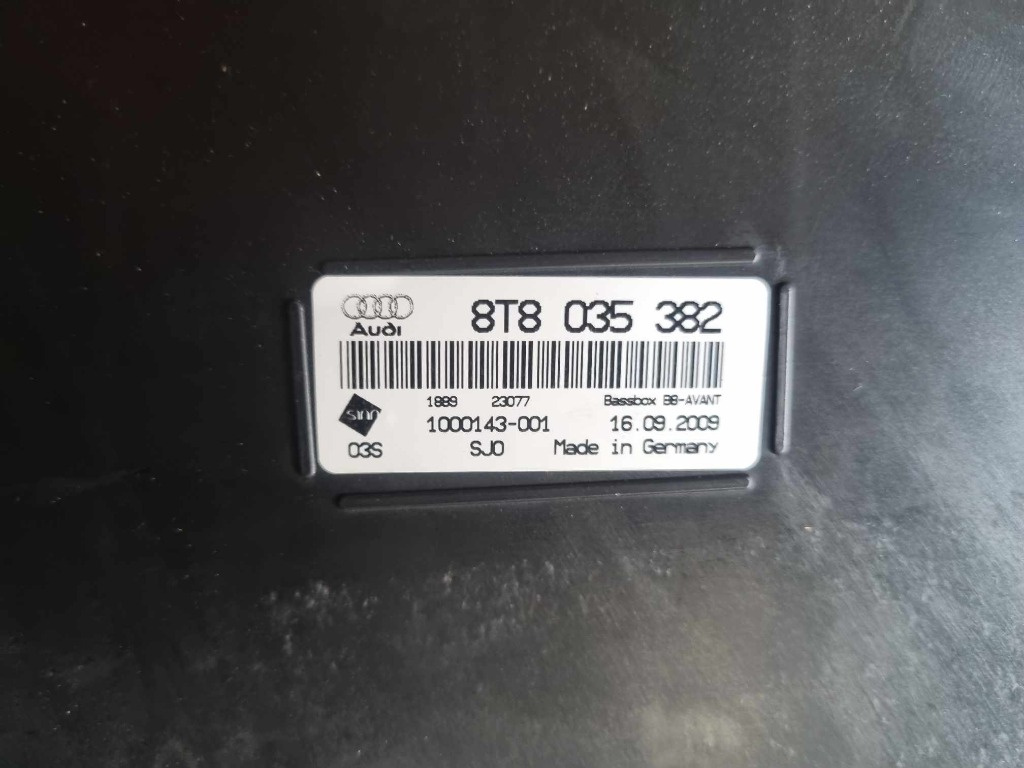 8T8 035 382
Audi
1889 23077 Bassbox B8-AVANT
1000143-001 16.09.2009
03S SJ0 Made in Germany